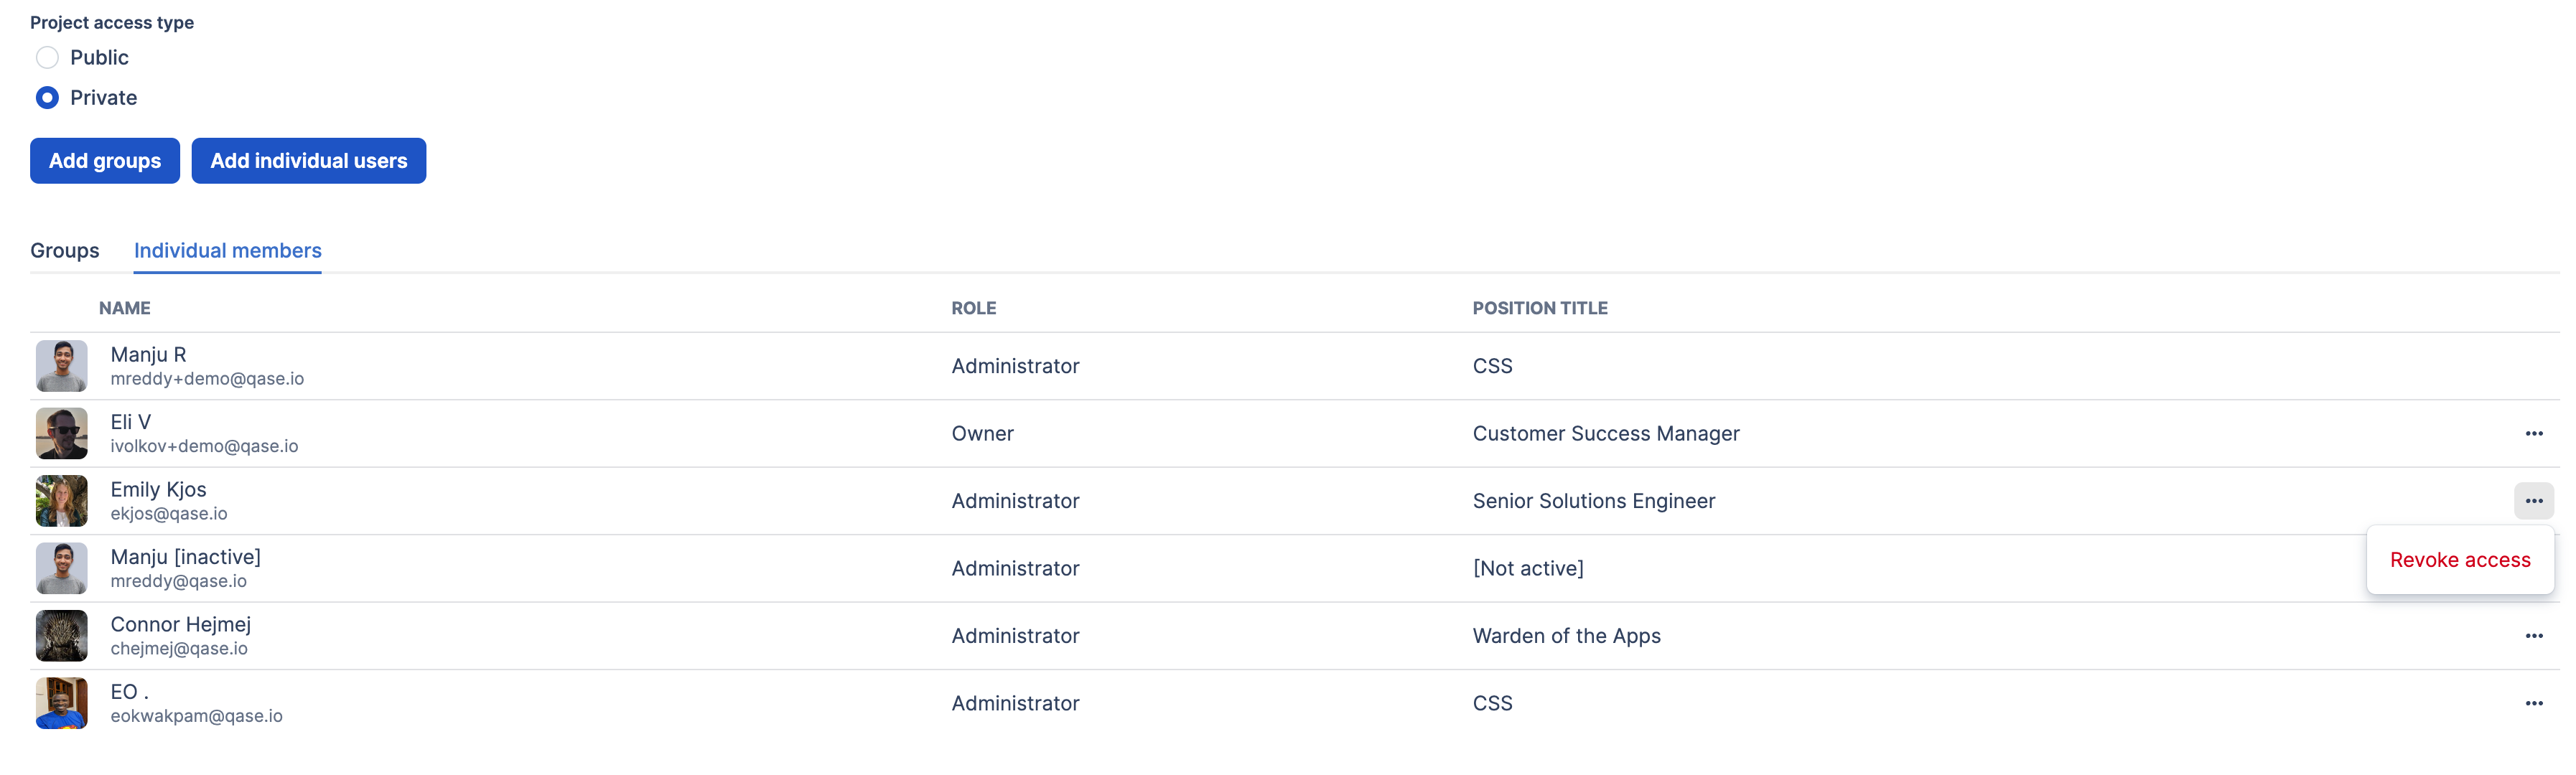 Project access type
Public
Private
Add groups Add individual users
Groups Individual members
NAME ROLE POSITION TITLE
Manju R
mreddy+demo@qase.io
Administrator CSS
Eli V
ivolkov+demo@qase.io
Owner Customer Success Manager
Emily Kjos
ekjos@qase.io
Administrator Senior Solutions Engineer
Manju [inactive]
mreddy@qase.io
Administrator [Not active]
Revoke access
Connor Hejmej
chejmej@qase.io
Administrator Warden of the Apps
EO .
eokwakpam@qase.io
Administrator CSS